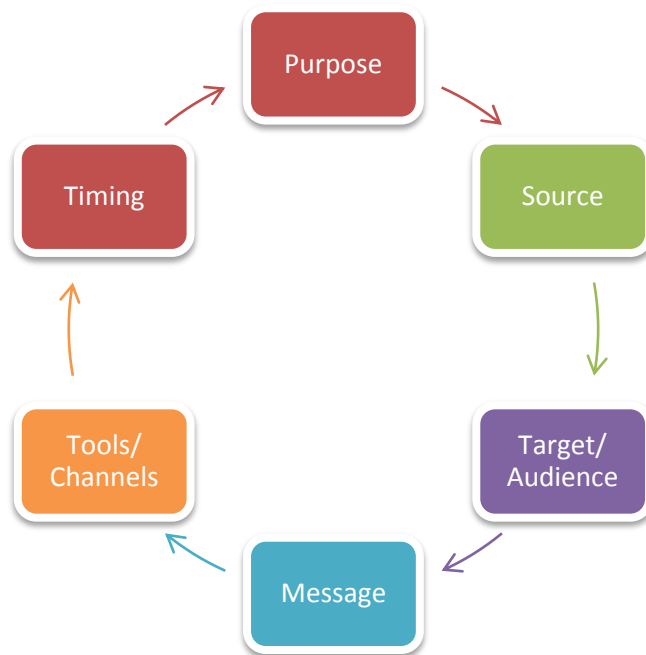 Purpose
Source
Target/
Audience
Message
Tools/
Channels
Timing